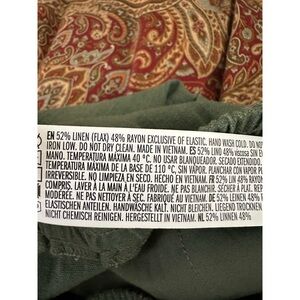 EN 52% LINEN (FLAX) 48% RAYON EXCLUSIVE OF ELASTIC. HAND WASH COLD. DO NO
IRON LOW. DO NOT DRY CLEAN. MADE IN VIETNAM. ES 52% LINO 48% viscosa SIN E
MANO. TEMPERATURA MÁXIMA 40 °C. NO USAR BLANQUEADOR. SECADO EXTEND
TEMPERATURA MÁXIMA DE LA BASE DE 110 °C, SIN VAPOR. PLANCHAR CON VAPOR
IRREVERSIBLE. NO LIMPIEZA EN SECO. HECHO EN VIETNAM. FR 52% LIN 48% RAY
COMPRIS. LAVER À LA MAIN À L'EAU FROIDE. NE PAS BLANCHIR. SÉCHER À PLAT. REP
PAS NETTOYER À SEC. FABRIQUÉ AU VIETNAM. DE 52% LEINEN 48%
ELASTISCHEN ANTEILEN. HANDWÄSCHE KALT. NICHT BLEICHEN. LIEGEND TROCKNEN
NICHT CHEMISCH REINIGEN. HERGESTELLT IN VIETNAM. NL 52% LINNEN 48%